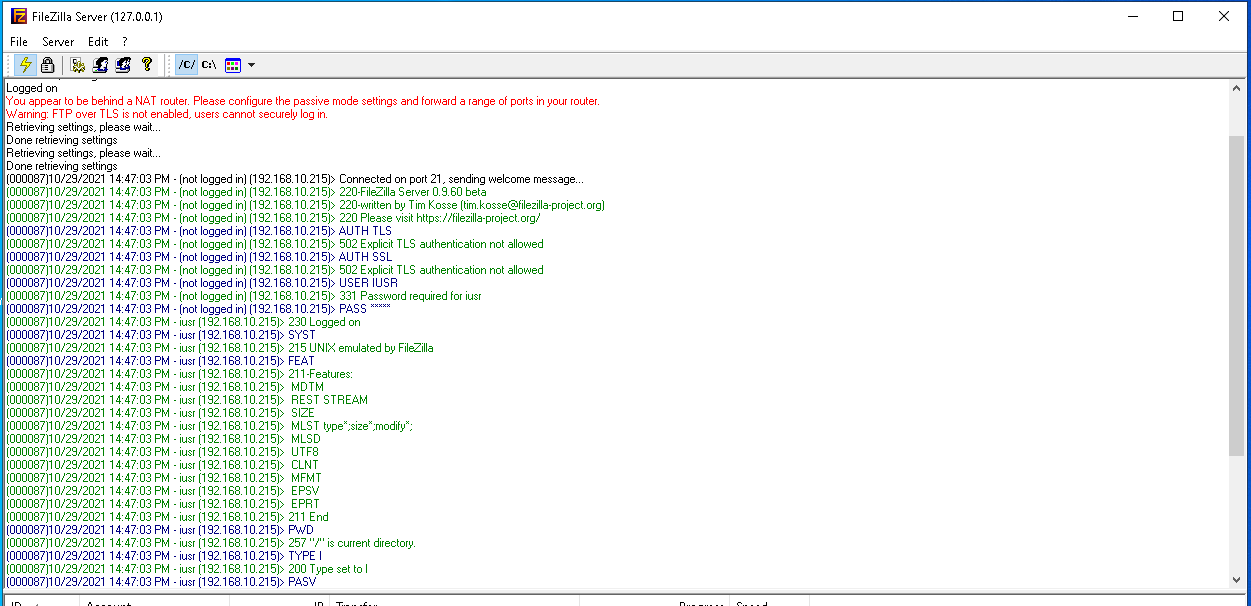 FileZilla Server (127.0.0.1)
File Server Edit ?
/C/ C:\
Logged on
You appear to be behind a NAT router. Please configure the passive mode settings and forward a range of ports in your router.
Warning: FTP over TLS is not enabled, users cannot securely log in.
Retrieving settings, please wait...
Done retrieving settings
Retrieving settings, please wait...
Done retrieving settings
(000087)10/29/2021 14:47:03 PM - (not logged in) (192.168.10.215)> Connected on port 21, sending welcome message...
(000087)10/29/2021 14:47:03 PM - (not logged in) (192.168.10.215)> 220-FileZilla Server 0.9.60 beta
(000087)10/29/2021 14:47:03 PM - (not logged in) (192.168.10.215)> 220-written by Tim Kosse (tim.kosse@filezilla-project.org)
(000087)10/29/2021 14:47:03 PM - (not logged in) (192.168.10.215)> 220 Please visit https://filezilla-project.org/
(000087)10/29/2021 14:47:03 PM - (not logged in) (192.168.10.215)> AUTH TLS
(000087)10/29/2021 14:47:03 PM - (not logged in) (192.168.10.215)> 502 Explicit TLS authentication not allowed
(000087)10/29/2021 14:47:03 PM - (not logged in) (192.168.10.215)> AUTH SSL
(000087)10/29/2021 14:47:03 PM - (not logged in) (192.168.10.215)> 502 Explicit TLS authentication not allowed
(000087)10/29/2021 14:47:03 PM - (not logged in) (192.168.10.215)> USER IUSR
(000087)10/29/2021 14:47:03 PM - (not logged in) (192.168.10.215)> 331 Password required for iusr
(000087)10/29/2021 14:47:03 PM - (not logged in) (192.168.10.215)> PASS *****
(000087)10/29/2021 14:47:03 PM - iusr (192.168.10.215)> 230 Logged on
(000087)10/29/2021 14:47:03 PM - iusr (192.168.10.215)> SYST
(000087)10/29/2021 14:47:03 PM - iusr (192.168.10.215)> 215 UNIX emulated by FileZilla
(000087)10/29/2021 14:47:03 PM - iusr (192.168.10.215)> FEAT
(000087)10/29/2021 14:47:03 PM - iusr (192.168.10.215)> 211-Features:
(000087)10/29/2021 14:47:03 PM - iusr (192.168.10.215)> MDTM
(000087)10/29/2021 14:47:03 PM - iusr (192.168.10.215)> REST STREAM
(000087)10/29/2021 14:47:03 PM - iusr (192.168.10.215)> SIZE
(000087)10/29/2021 14:47:03 PM - iusr (192.168.10.215)> MLST type*;size*;modify*;
(000087)10/29/2021 14:47:03 PM - iusr (192.168.10.215)> MLSD
(000087)10/29/2021 14:47:03 PM - iusr (192.168.10.215)> UTF8
(000087)10/29/2021 14:47:03 PM - iusr (192.168.10.215)> CLNT
(000087)10/29/2021 14:47:03 PM - iusr (192.168.10.215)> MFMT
(000087)10/29/2021 14:47:03 PM - iusr (192.168.10.215)> EPSV
(000087)10/29/2021 14:47:03 PM - iusr (192.168.10.215)> EPRT
(000087)10/29/2021 14:47:03 PM - iusr (192.168.10.215)> 211 End
(000087)10/29/2021 14:47:03 PM - iusr (192.168.10.215)> PWD
(000087)10/29/2021 14:47:03 PM - iusr (192.168.10.215)> 257 "/" is current directory.
(000087)10/29/2021 14:47:03 PM - iusr (192.168.10.215)> TYPE I
(000087)10/29/2021 14:47:03 PM - iusr (192.168.10.215)> 200 Type set to I
(000087)10/29/2021 14:47:03 PM - iusr (192.168.10.215)> PASV
ID Account IP Transfer Progress Speed